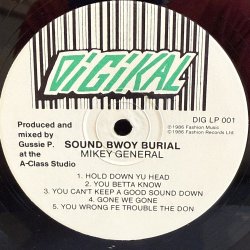 DIGIKAL
DIG LP 001
℗1986 Fashion Music
©1986 Fashion Records Ltd.
Produced and
mixed by
Gussie P.
at the
A-Class Studio
SOUND BWOY BURIAL
MIKEY GENERAL
1. HOLD DOWN YU HEAD
2. YOU BETTA KNOW
3. YOU CAN'T KEEP A GOOD SOUND DOWN
4. GONE WE GONE
5. YOU WRONG FE TROUBLE THE DON